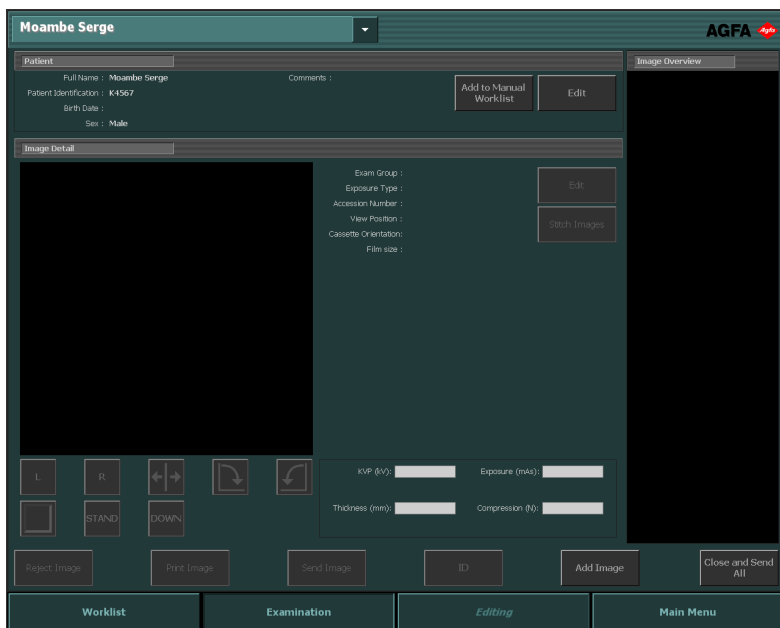 Moambe Serge
AGFA Agfa
Patient
Full Name : Moambe Serge
Comments :
Patient Identification : K4567
Birth Date :
Sex : Male
Add to Manual
Worklist
Edit
Image Overview
Image Detail
Exam Group :
Exposure Type :
Accession Number :
View Position :
Cassette Orientation:
Film size :
Edit
Stitch Images
L
R
STAND
DOWN
KVP (kV):
Exposure (mAs):
Thickness (mm):
Compression (N):
Reject Image
Print Image
Send Image
ID
Add Image
Close and Send
All
Worklist
Examination
Editing
Main Menu